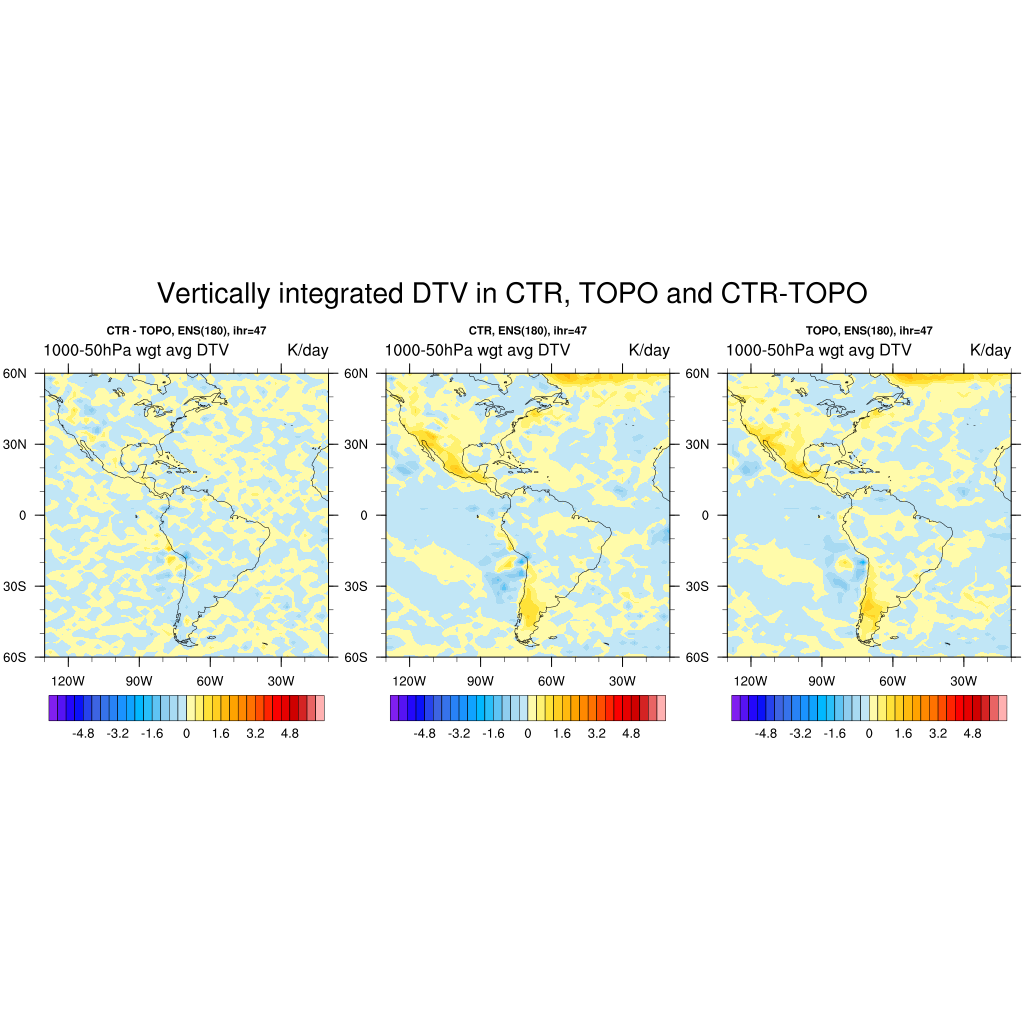 Vertically integrated DTV in CTR, TOPO and CTR-TOPO
CTR - TOPO, ENS(180), ihr=47
1000-50hPa wgt avg DTV K/day
60N
30N
0
30S
60S
120W 90W 60W 30W
-4.8 -3.2 -1.6 0 1.6 3.2 4.8
CTR, ENS(180), ihr=47
1000-50hPa wgt avg DTV K/day
60N
30N
0
30S
60S
120W 90W 60W 30W
-4.8 -3.2 -1.6 0 1.6 3.2 4.8
TOPO, ENS(180), ihr=47
1000-50hPa wgt avg DTV K/day
60N
30N
0
30S
60S
120W 90W 60W 30W
-4.8 -3.2 -1.6 0 1.6 3.2 4.8